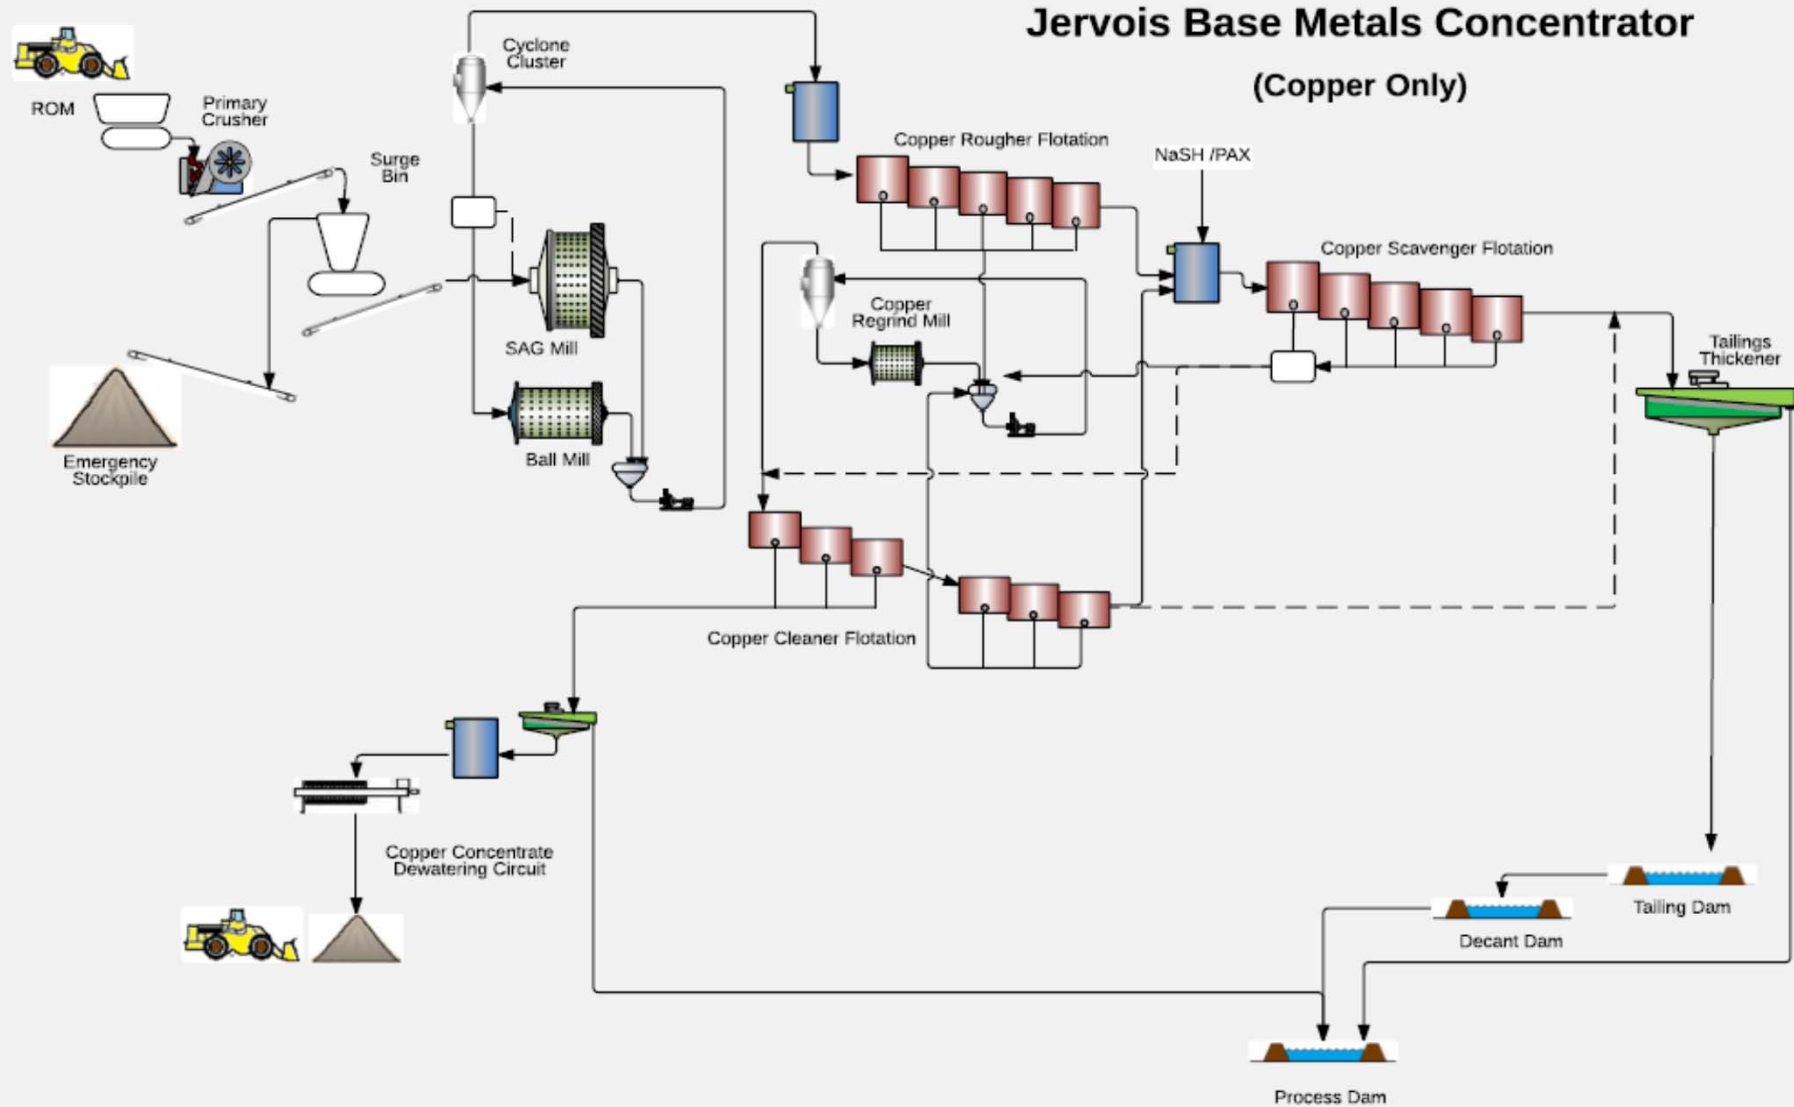 Jervois Base Metals Concentrator
(Copper Only)
Cyclone
Cluster
ROM
Primary
Crusher
Surge
Bin
Copper Rougher Flotation
NaSH /PAX
Copper Scavenger Flotation
Copper
Regrind Mill
SAG Mill
Tailings
Thickener
Ball Mill
Emergency
Stockpile
Copper Cleaner Flotation
Copper Concentrate
Dewatering Circuit
Tailing Dam
Decant Dam
Process Dam